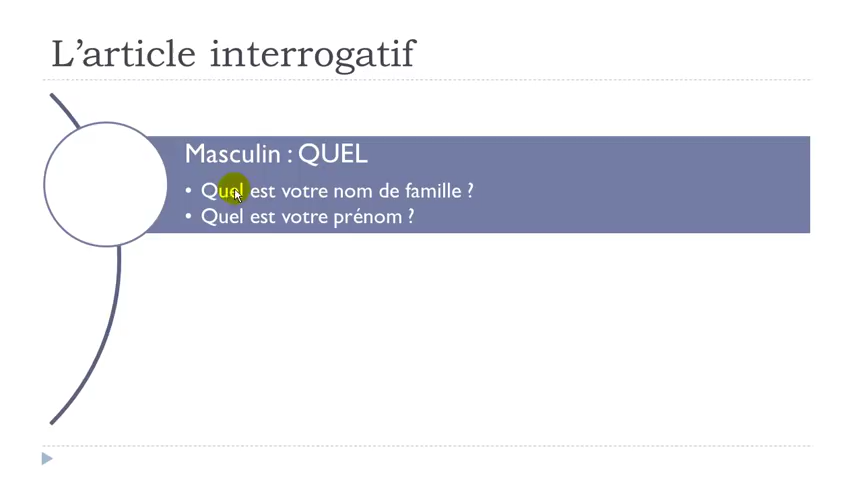 L’article interrogatif
Masculin : QUEL
• Quel est votre nom de famille ?
• Quel est votre prénom ?